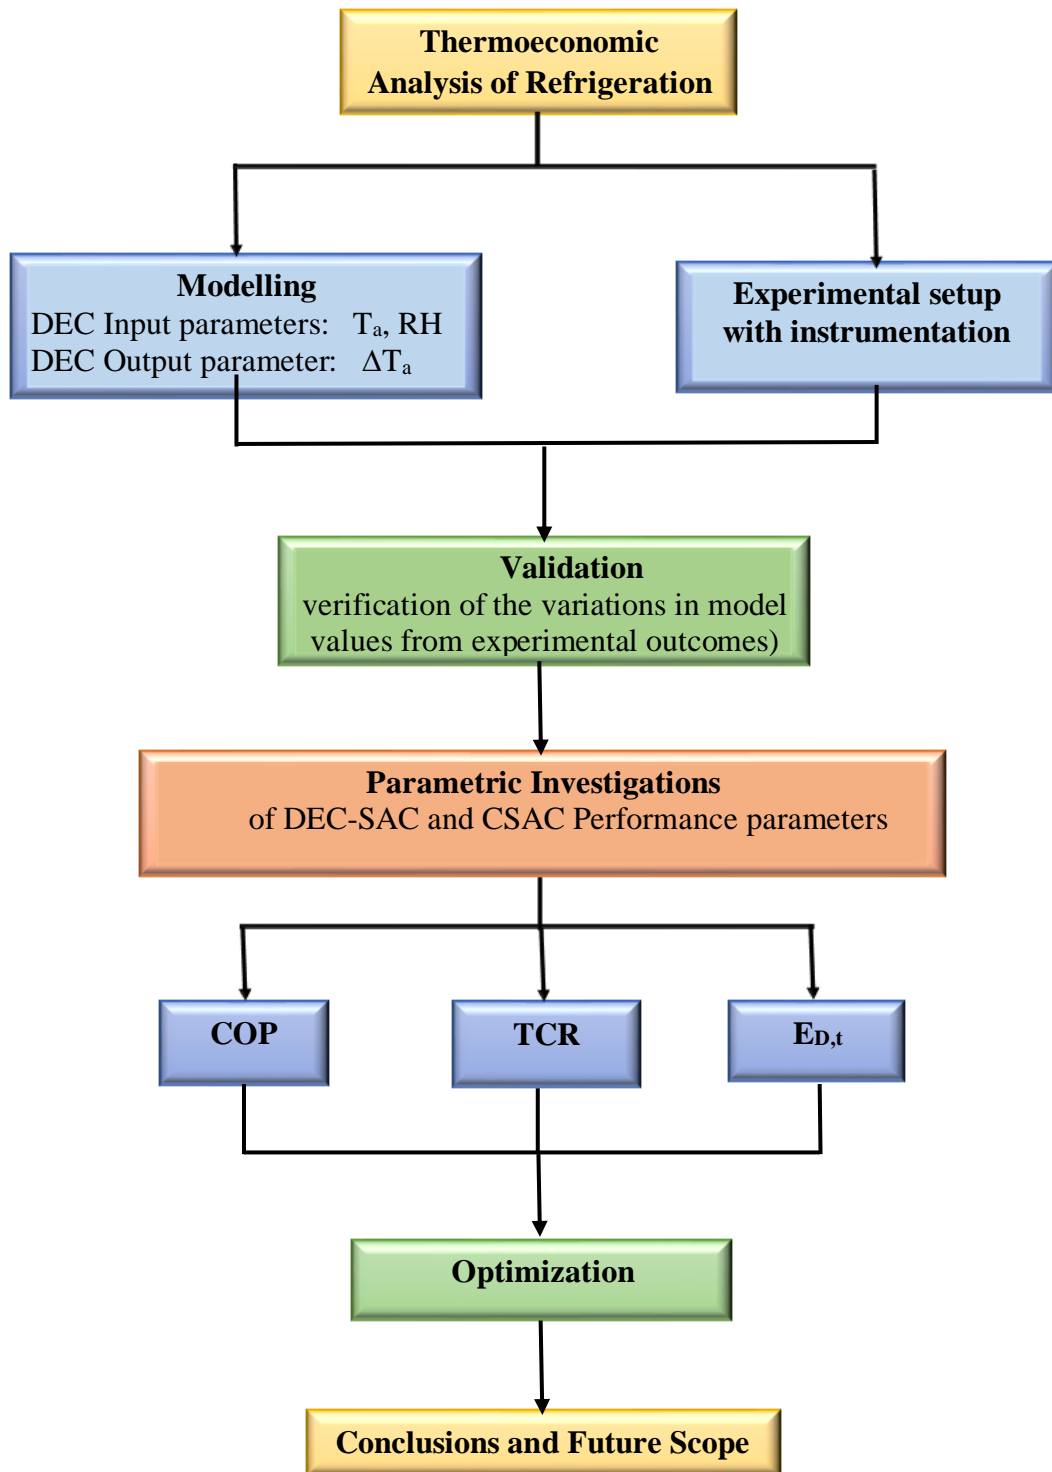 Thermoeconomic
Analysis of Refrigeration
Modelling
DEC Input parameters: Ta, RH
DEC Output parameter: ΔTa
Experimental setup
with instrumentation
Validation
verification of the variations in model
values from experimental outcomes)
Parametric Investigations
of DEC-SAC and CSAC Performance parameters
COP
TCR
ED,t
Optimization
Conclusions and Future Scope